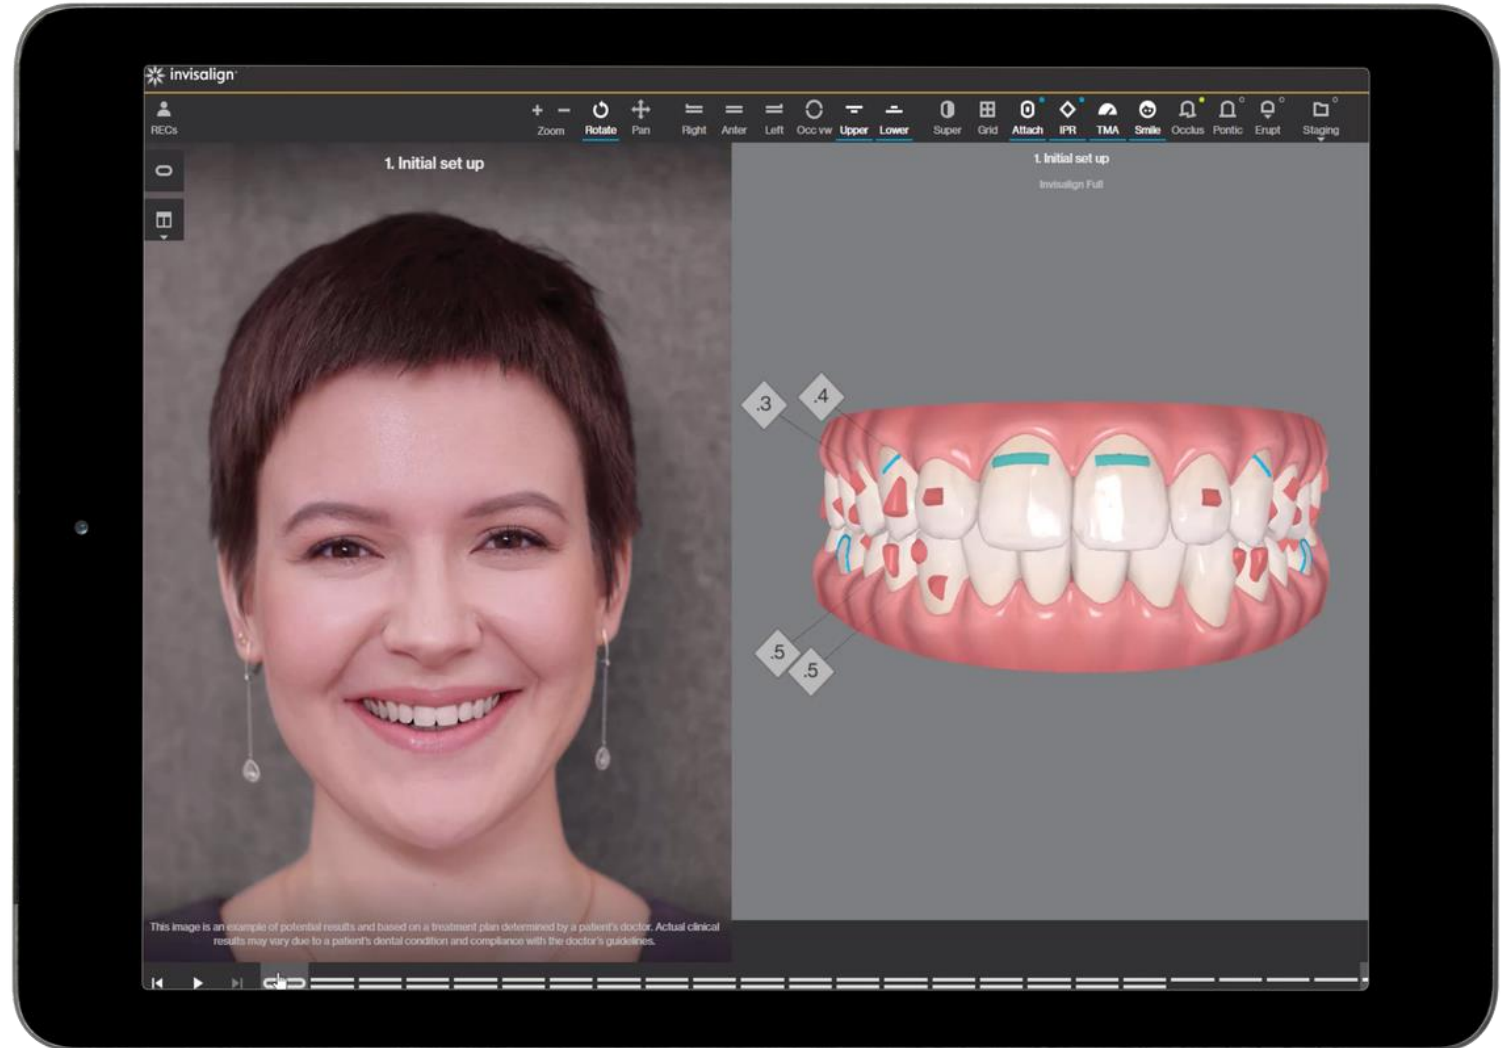 invisalign
RECs
Zoom
Rotate
Pan
Right
Anter
Left
Occ vw
Upper
Lower
Super
Grid
Attach
IPR
TMA
Smile
Occlus
Pontic
Erupt
Staging
1. Initial set up
1. Initial set up
Invisalign Full
.3
.4
.5
.5
This image is an example of potential results and based on a treatment plan determined by a patient's doctor. Actual clinical
results may vary due to a patient's dental condition and compliance with the doctor's guidelines.